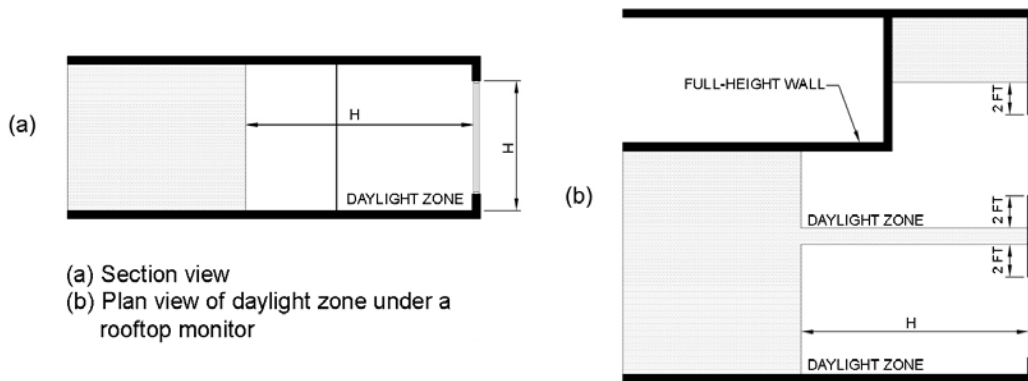 (a)
H
H
DAYLIGHT ZONE
(a) Section view
(b) Plan view of daylight zone under a
rooftop monitor
(b)
FULL-HEIGHT WALL
2 FT
2 FT
DAYLIGHT ZONE
2 FT
H
DAYLIGHT ZONE